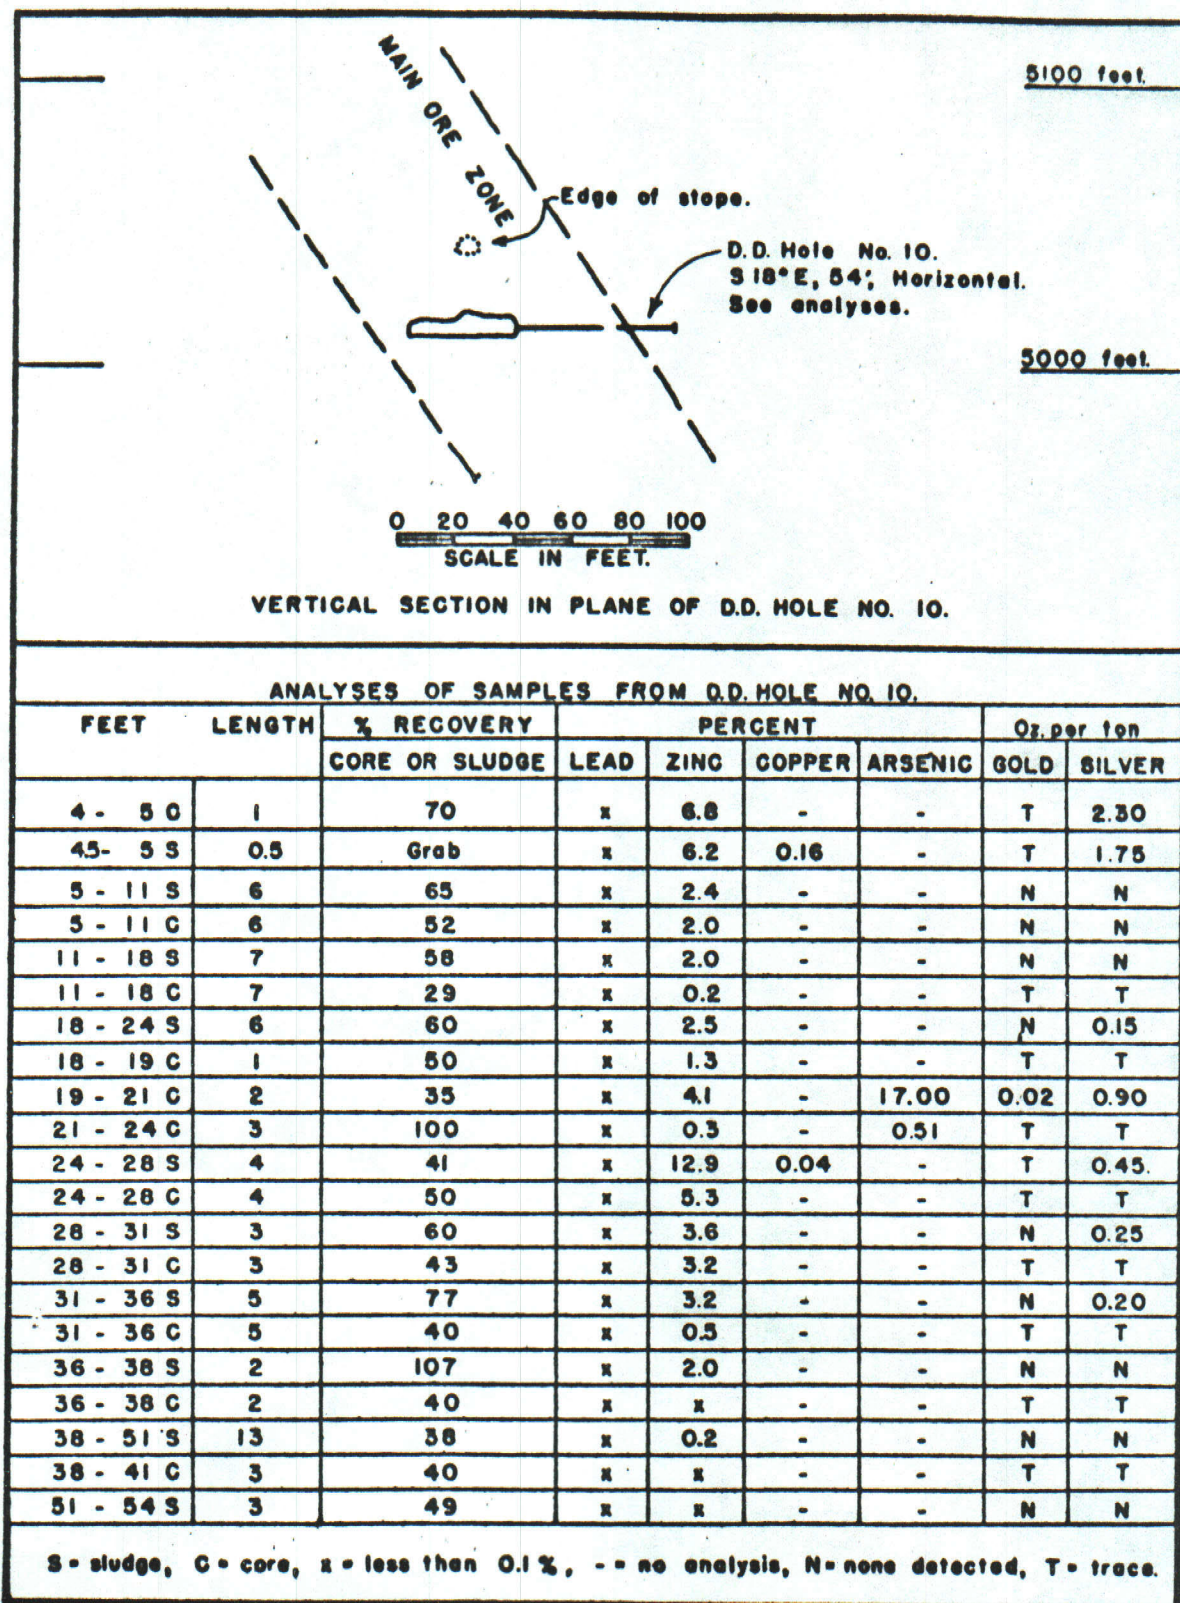 MAIN ORE ZONE
5100 feet.
Edge of stope.
D.D. Hole No. 10.
S 18° E, 54', Horizontal.
See analyses.
5000 feet.
0 20 40 60 80 100
SCALE IN FEET.
VERTICAL SECTION IN PLANE OF D.D. HOLE NO. 10.
ANALYSES OF SAMPLES FROM D.D. HOLE NO. 10.
FEET LENGTH % RECOVERY PERCENT Oz. per ton
CORE OR SLUDGE LEAD ZINC COPPER ARSENIC GOLD SILVER
4 - 5 C 1 70 x 6.8 - - T 2.30
4.5- 5 S 0.5 Grab x 6.2 0.16 - T 1.75
5 - 11 S 6 65 x 2.4 - - N N
5 - 11 C 6 52 x 2.0 - - N N
11 - 18 S 7 58 x 2.0 - - N N
11 - 18 C 7 29 x 0.2 - - T T
18 - 24 S 6 60 x 2.5 - - N 0.15
18 - 19 C 1 50 x 1.3 - - T T
19 - 21 C 2 35 x 4.1 - 17.00 0.02 0.90
21 - 24 C 3 100 x 0.3 - 0.51 T T
24 - 28 S 4 41 x 12.9 0.04 - T 0.45
24 - 28 C 4 50 x 5.3 - - T T
28 - 31 S 3 60 x 3.6 - - N 0.25
28 - 31 C 3 43 x 3.2 - - T T
31 - 36 S 5 77 x 3.2 - - N 0.20
31 - 36 C 5 40 x 0.5 - - T T
36 - 38 S 2 107 x 2.0 - - N N
36 - 38 C 2 40 x x - - T T
38 - 51 S 13 38 x 0.2 - - N N
38 - 41 C 3 40 x x - - T T
51 - 54 S 3 49 x x - - N N
S = sludge, C = core, x = less than 0.1 %, - = no analysis, N = none detected, T = trace.